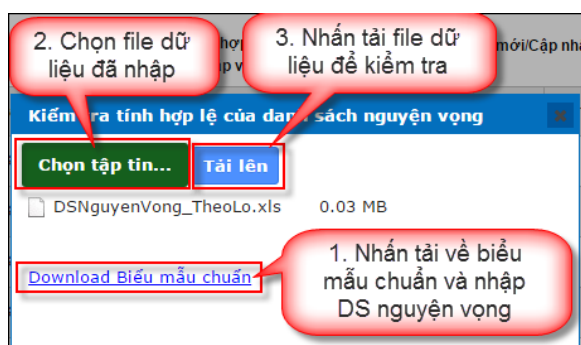 2. Chọn file dữ
liệu đã nhập
3. Nhấn tải file dữ
liệu để kiểm tra
mới/Cập nh
Kiểm tra tính hợp lệ của danh sách nguyện vọng
Chọn tập tin...
Tải lên
DSNguyenVong_TheoLo.xls 0.03 MB
Download Biểu mẫu chuẩn
1. Nhấn tải về biểu
mẫu chuẩn và nhập
DS nguyện vọng